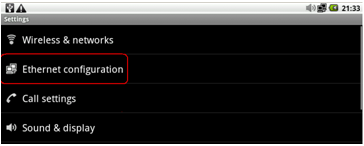 21:33
Settings
Wireless & networks
Ethernet configuration
Call settings
Sound & display